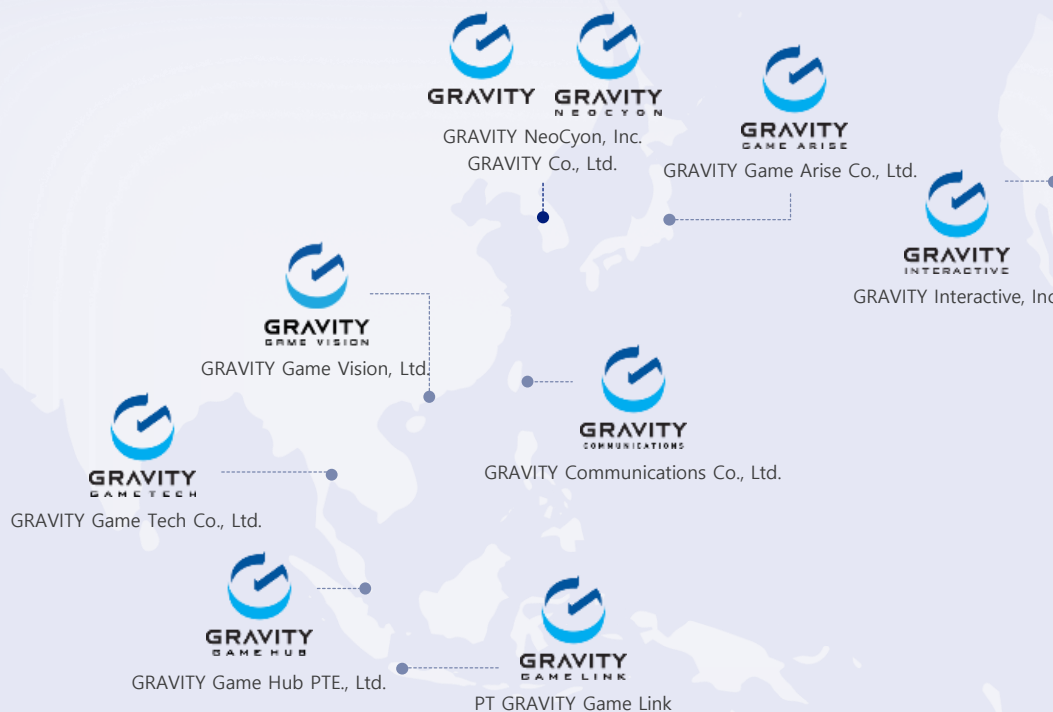 GRAVITY
GRAVITY
NEOCYON
GRAVITY NeoCyon, Inc.
GRAVITY Co., Ltd.
GRAVITY
GAME ARISE
GRAVITY Game Arise Co., Ltd.
GRAVITY
INTERACTIVE
GRAVITY Interactive, Inc
GRAVITY
GAME VISION
GRAVITY Game Vision, Ltd.
GRAVITY
COMMUNICATIONS
GRAVITY Communications Co., Ltd.
GRAVITY
GAME TECH
GRAVITY Game Tech Co., Ltd.
GRAVITY
GAME HUB
GRAVITY Game Hub PTE., Ltd.
GRAVITY
GAME LINK
PT GRAVITY Game Link